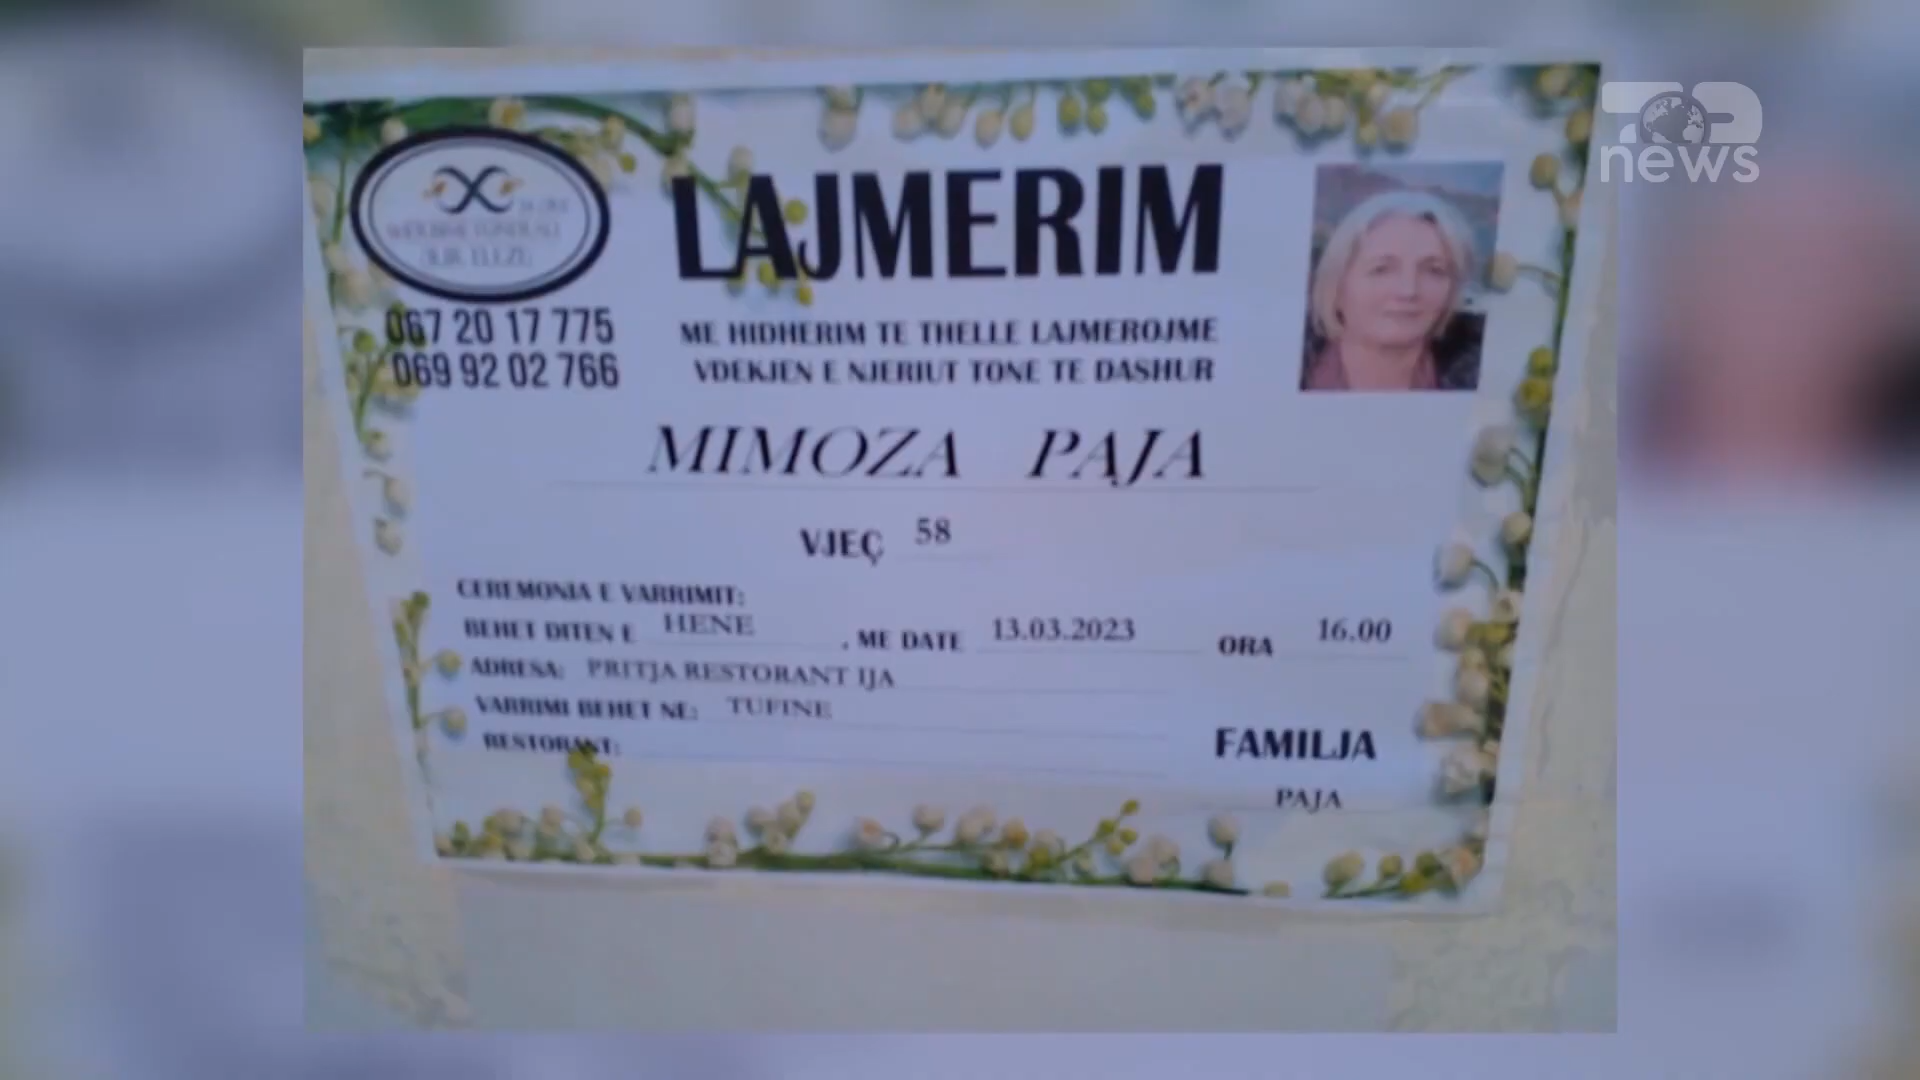 TOP
news
LAJMERIM
067 20 17 775
069 92 02 766
ME HIDHERIM TE THELLE LAJMEROJME
VDEKJEN E NJERIUT TONE TE DASHUR
MIMOZA PAJA
VJEÇ 58
CEREMONIA E VARRIMIT:
BEHET DITEN E HENE , ME DATE 13.03.2023 ORA 16.00
ADRESA: PRITJA RESTORANT IJA
VARRIMI BEHET NE: TUFINE
RESTORANT:
FAMILJA
PAJA